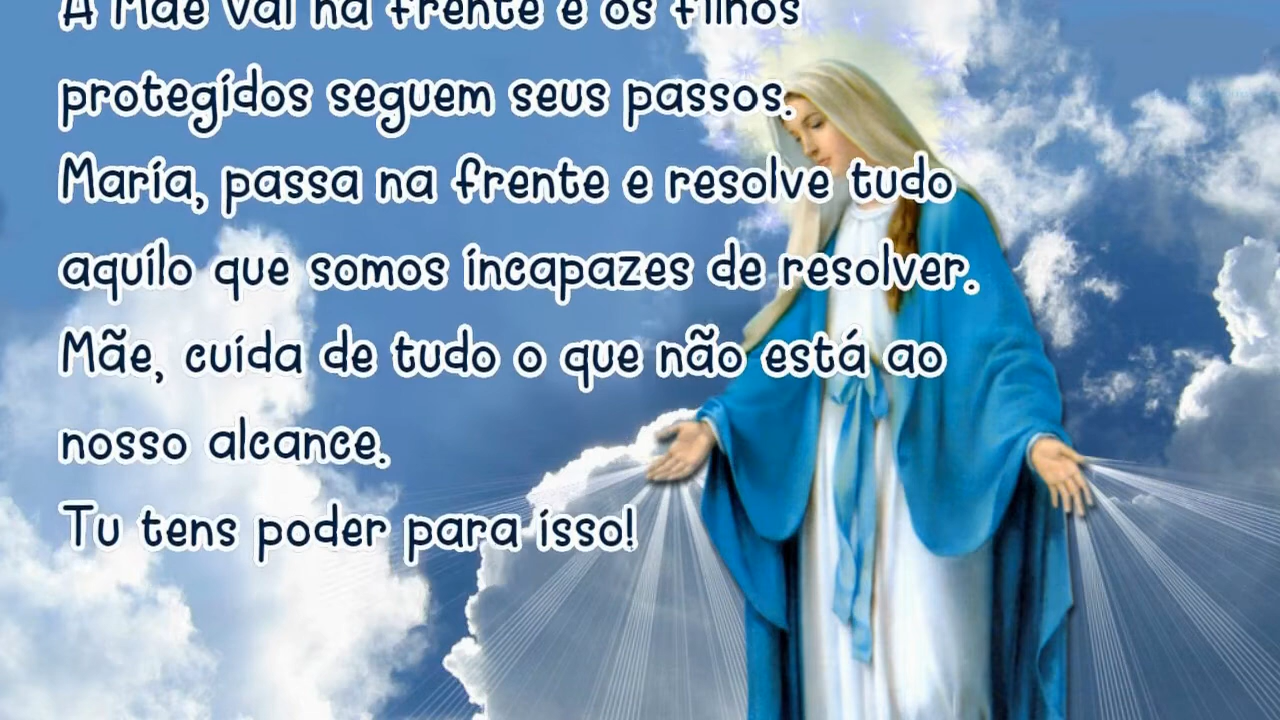 A Mãe vai na frente e os filhos
protegidos seguem seus passos.
Maria, passa na frente e resolve tudo
aquilo que somos incapazes de resolver.
Mãe, cuida de tudo o que não está ao
nosso alcance.
Tu tens poder para isso!